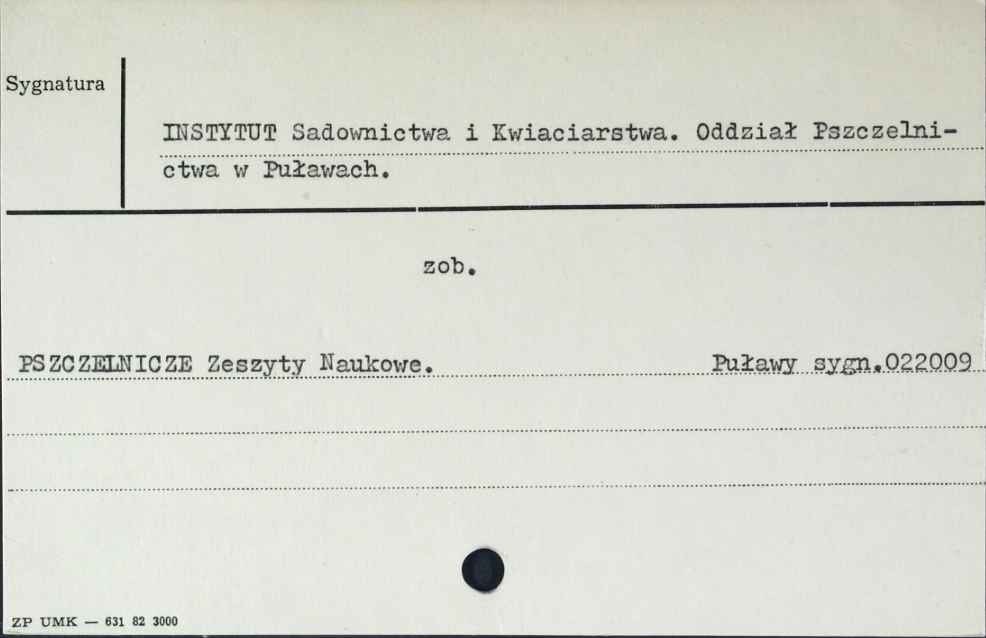 Sygnatura
INSTYTUT Sadownictwa i Kwiaciarstwa. Oddział Pszczelni-
ctwa w Puławach.
zob.
PSZCZELNICZE Zeszyty Naukowe. Puławy sygn.022009
ZP UMK — 631 82 3000